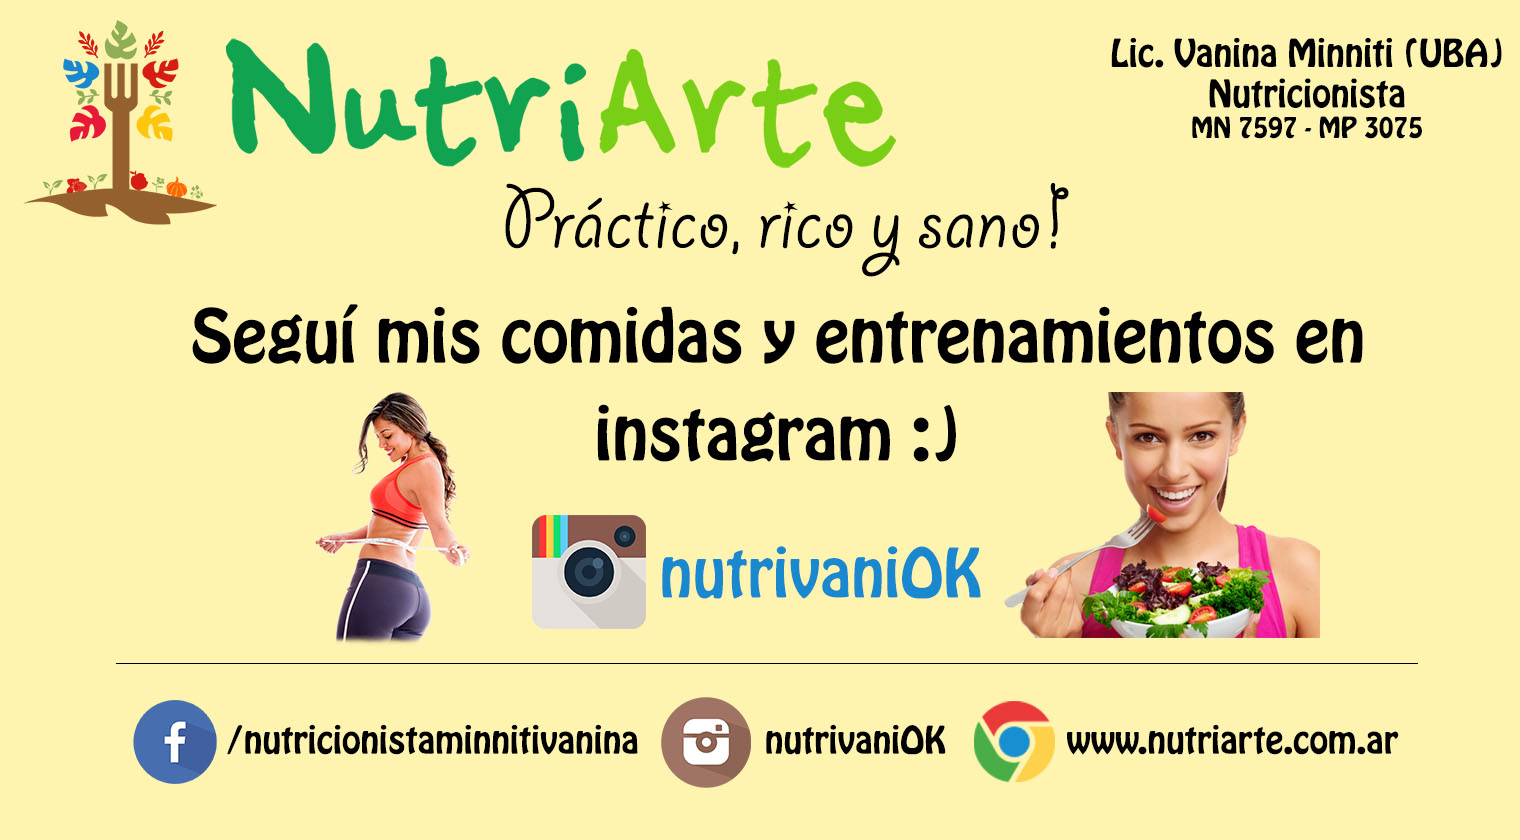 NutriArte
Lic. Vanina Minniti (UBA)
Nutricionista
MN 7597 - MP 3075
Práctico, rico y sano!
Seguí mis comidas y entrenamientos en
instagram :)
nutrivaniOK
/nutricionistaminnitivanina
nutrivaniOK
www.nutriarte.com.ar